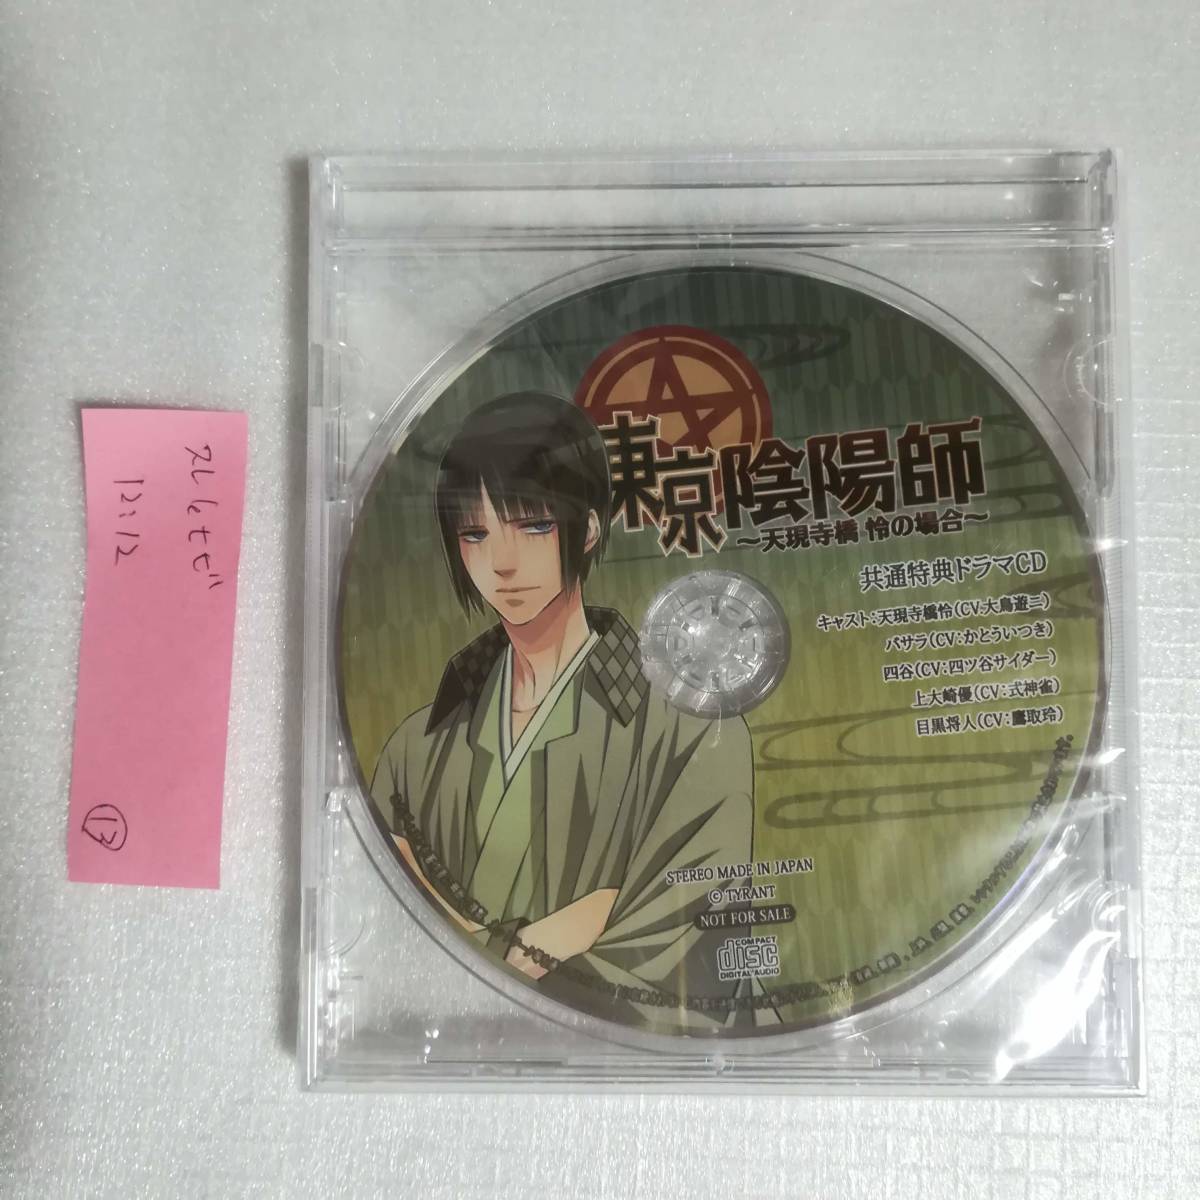 12:12
13
東京陰陽師
～天現寺橋 怜の場合～
共通特典ドラマCD
キャスト:天現寺橋怜(CV:大鳥遊三)
バサラ(CV:かとういつき)
四谷(CV:四ツ谷サイダー)
上大崎優(CV:式神雀)
目黒将人(CV:鷹取玲)
STEREO MADE IN JAPAN
© TYRANT
NOT FOR SALE
COMPACT
disc
DIGITAL AUDIO